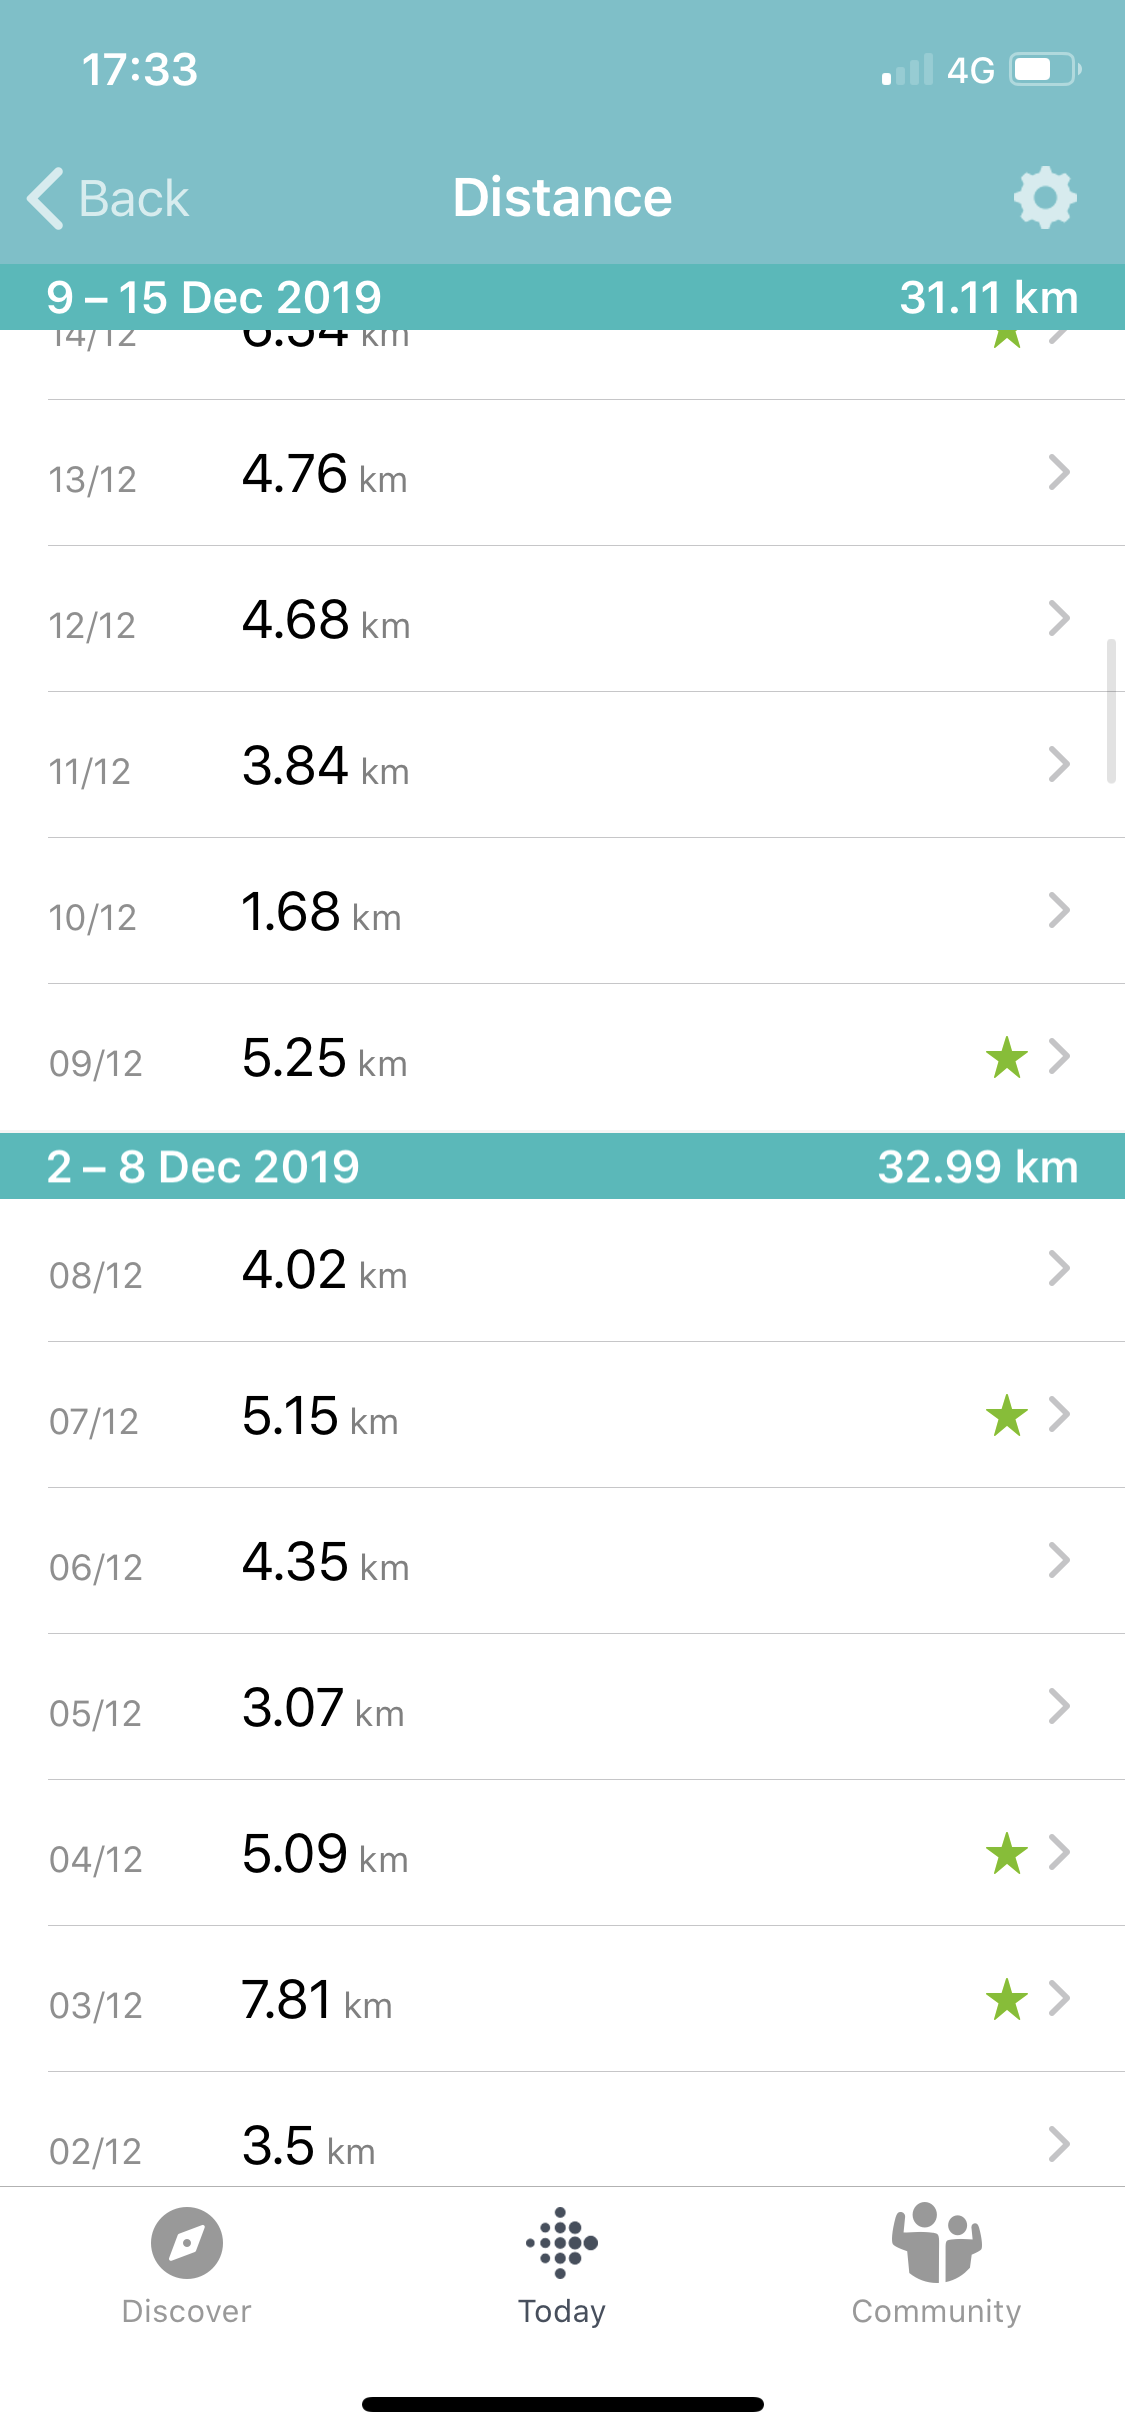 17:33 4G
Back Distance
9 – 15 Dec 2019 31.11 km
14/12 6.54 km
13/12 4.76 km
12/12 4.68 km
11/12 3.84 km
10/12 1.68 km
09/12 5.25 km
2 – 8 Dec 2019 32.99 km
08/12 4.02 km
07/12 5.15 km
06/12 4.35 km
05/12 3.07 km
04/12 5.09 km
03/12 7.81 km
02/12 3.5 km
Discover Today Community